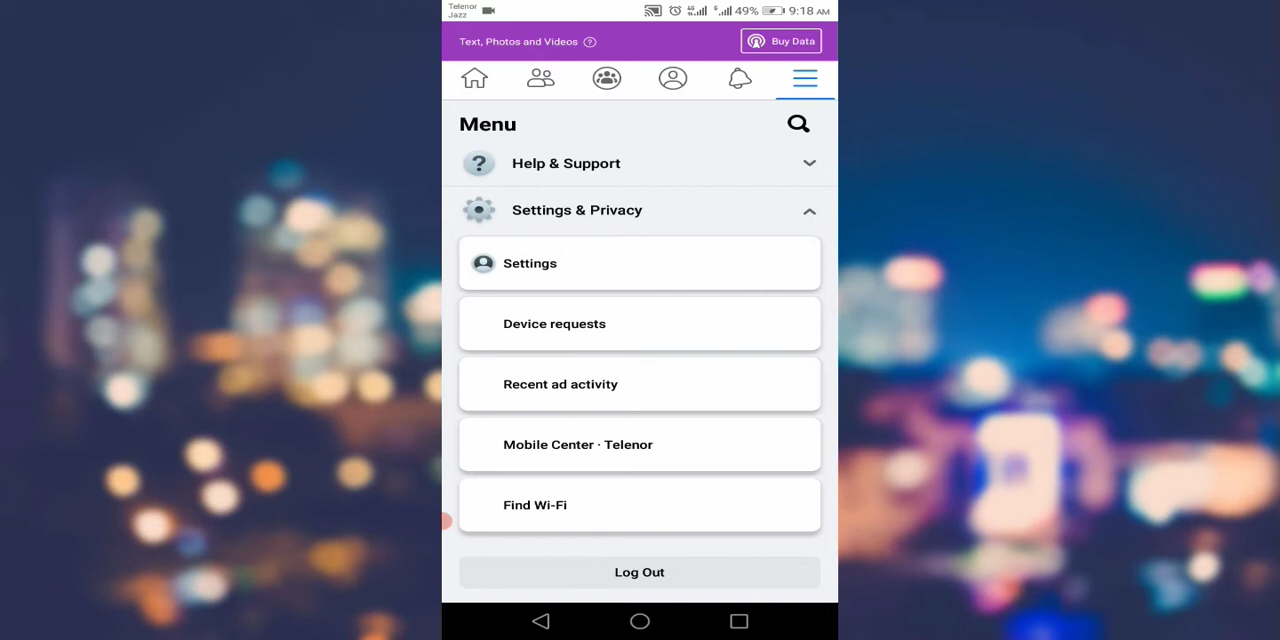 Telenor
Jazz
4G
49%
9:18 AM
Text, Photos and Videos ?
Buy Data
Menu
? Help & Support
Settings & Privacy
Settings
Device requests
Recent ad activity
Mobile Center · Telenor
Find Wi-Fi
Log Out